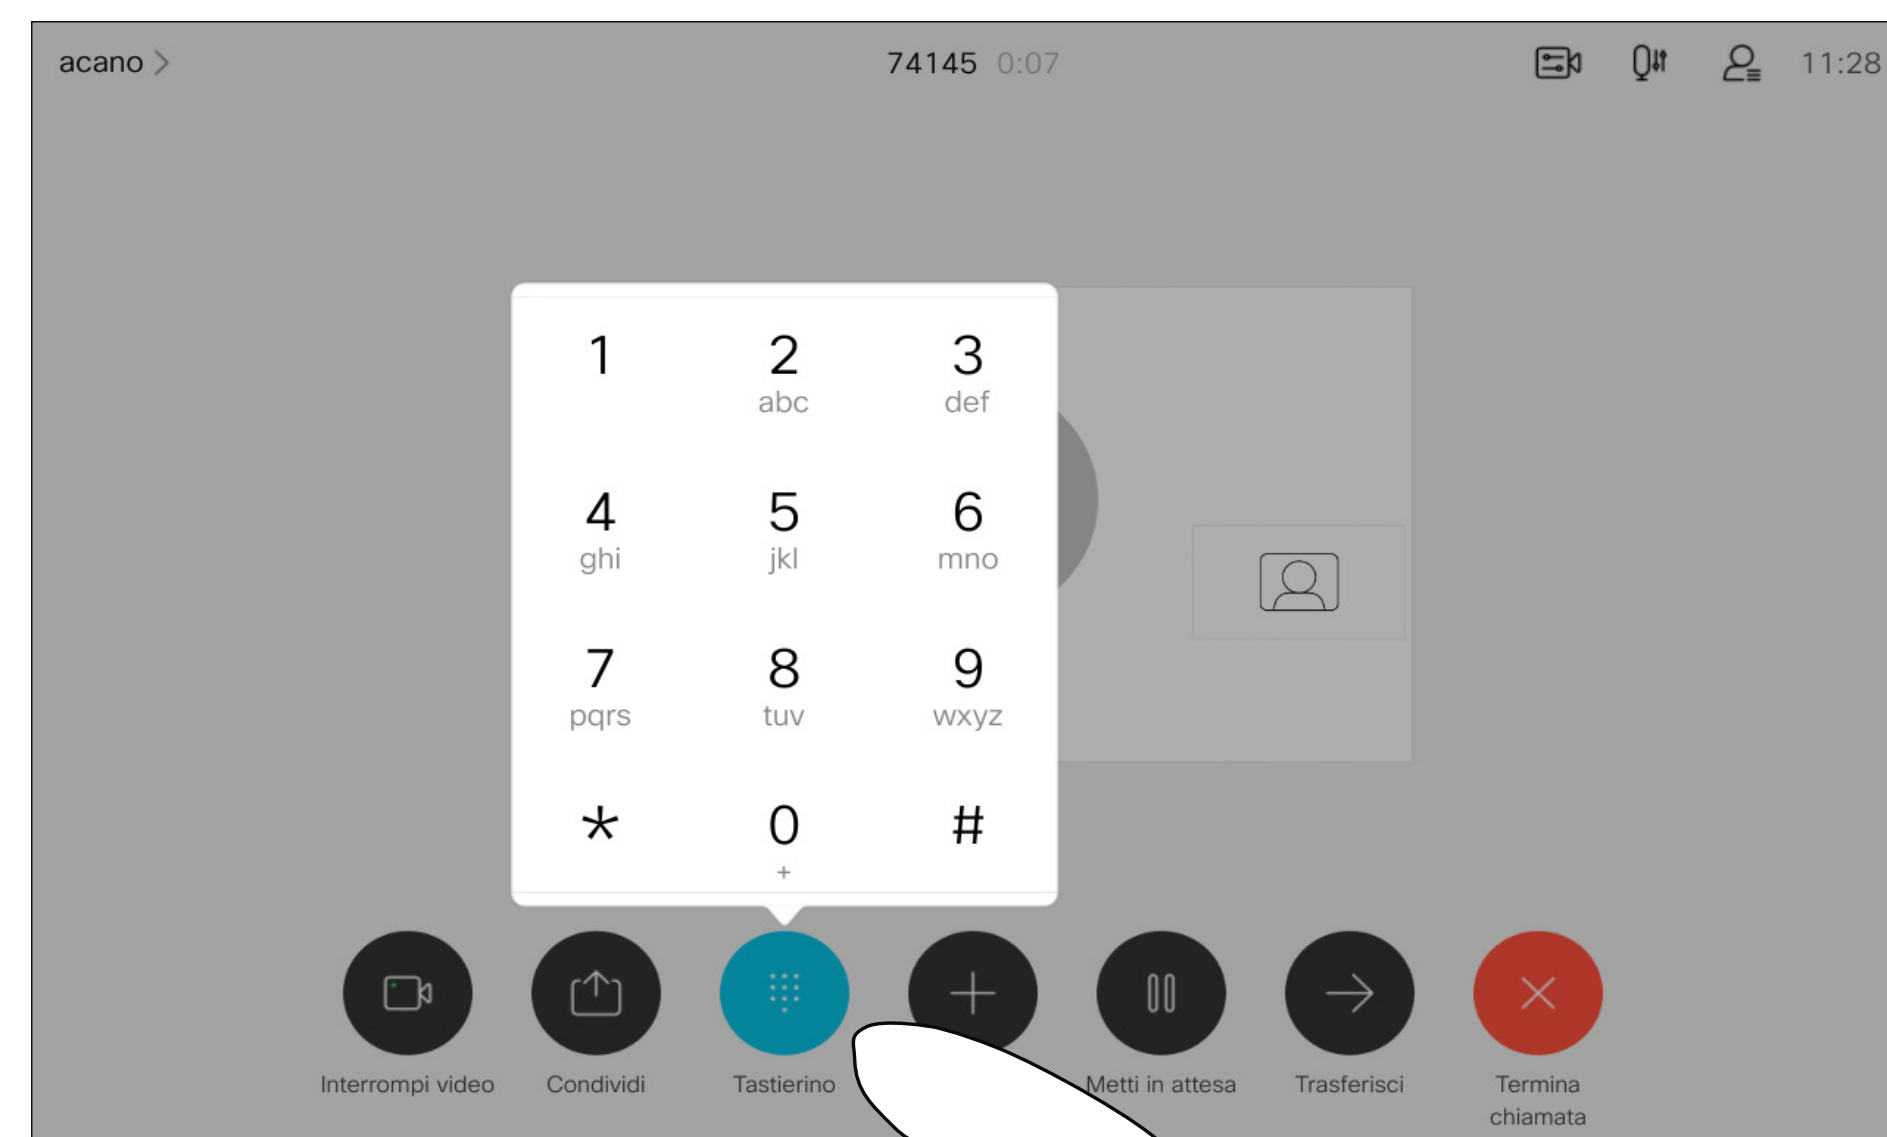 acano
74145 0:07
11:28
1 2 3
abc def
4 5 6
ghi jkl mno
7 8 9
pqrs tuv wxyz
* 0 #
+
Interrompi video Condividi Tastierino Metti in attesa Trasferisci Termina
chiamata